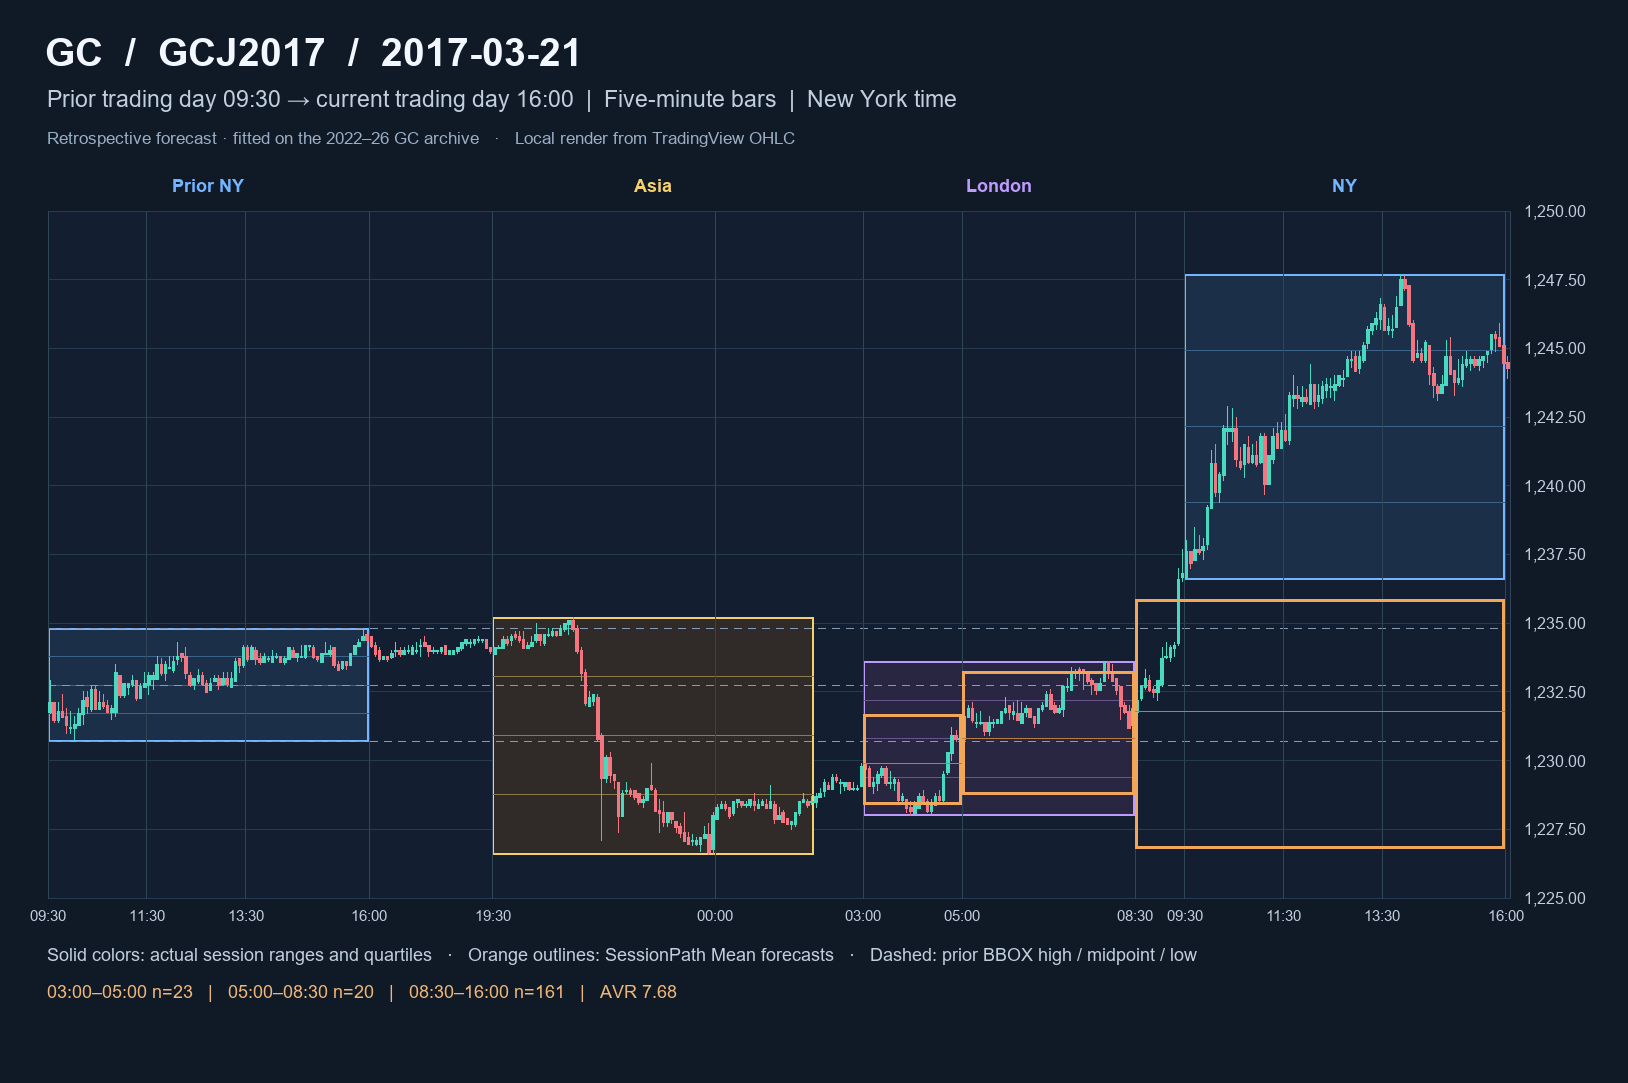 GC / GCJ2017 / 2017-03-21
Prior trading day 09:30 → current trading day 16:00 | Five-minute bars | New York time
Retrospective forecast · fitted on the 2022–26 GC archive · Local render from TradingView OHLC
Prior NY Asia London NY
1,250.00
1,247.50
1,245.00
1,242.50
1,240.00
1,237.50
1,235.00
1,232.50
1,230.00
1,227.50
1,225.00
09:30 11:30 13:30 16:00 19:30 00:00 03:00 05:00 08:30 09:30 11:30 13:30 16:00
Solid colors: actual session ranges and quartiles · Orange outlines: SessionPath Mean forecasts · Dashed: prior BBOX high / midpoint / low
03:00–05:00 n=23 | 05:00–08:30 n=20 | 08:30–16:00 n=161 | AVR 7.68